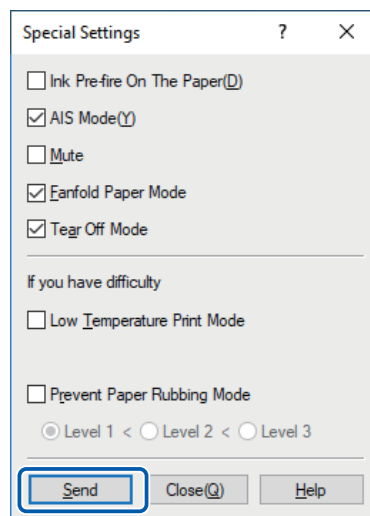 Special Settings ? ×
Ink Pre-fire On The Paper(D)
AIS Mode(Y)
Mute
Fanfold Paper Mode
Tear Off Mode
If you have difficulty
Low Temperature Print Mode
Prevent Paper Rubbing Mode
Level 1 < Level 2 < Level 3
Send Close(Q) Help